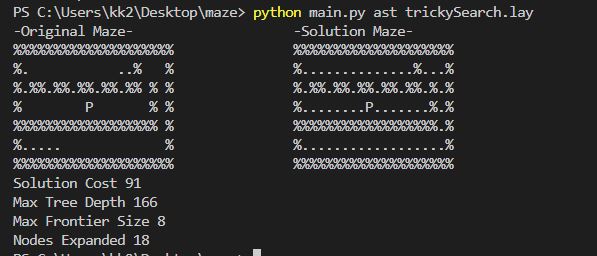 PS C:\Users\kk2\Desktop\maze> python main.py ast trickySearch.lay
-Original Maze-                    -Solution Maze-
%%%%%%%%%%%%%%%%%%%%               %%%%%%%%%%%%%%%%%%%%
%.           ..%   %               %..............%...%
%.%%.%%.%%.%%.%% % %               %.%%.%%.%%.%%.%%.%.%
%        P       % %               %........P.......%.%
%%%%%%%%%%%%%%%%%% %               %%%%%%%%%%%%%%%%%%.%
%.....             %               %..................%
%%%%%%%%%%%%%%%%%%%%               %%%%%%%%%%%%%%%%%%%%
Solution Cost 91
Max Tree Depth 166
Max Frontier Size 8
Nodes Expanded 18